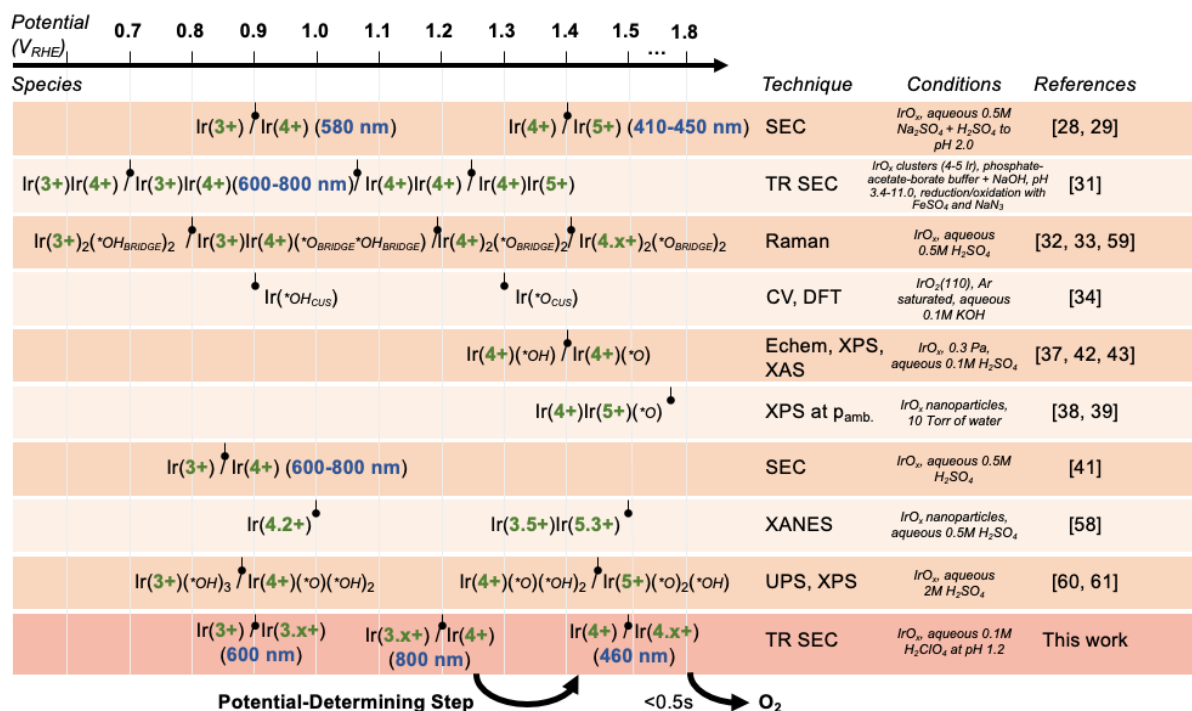 Potential
(V_RHE)
0.7 0.8 0.9 1.0 1.1 1.2 1.3 1.4 1.5 ... 1.8
Species Technique Conditions References
Ir(3+) / Ir(4+) (580 nm) Ir(4+) / Ir(5+) (410-450 nm) SEC IrOₓ, aqueous 0.5M
Na₂SO₄ + H₂SO₄ to
pH 2.0
[28, 29]
Ir(3+)Ir(4+) / Ir(3+)Ir(4+)(600-800 nm) / Ir(4+)Ir(4+) / Ir(4+)Ir(5+) TR SEC
IrOₓ clusters (4-5 Ir), phosphate-
acetate-borate buffer + NaOH, pH
3.4-11.0, reduction/oxidation with
FeSO₄ and NaN₃
[31]
Ir(3+)₂(*OH_BRIDGE)₂ / Ir(3+)Ir(4+)(*O_BRIDGE*OH_BRIDGE) / Ir(4+)₂(*O_BRIDGE)₂ / Ir(4.x+)₂(*O_BRIDGE)₂ Raman
IrOₓ, aqueous
0.5M H₂SO₄
[32, 33, 59]
Ir(*OH_CUS) Ir(*O_CUS) CV, DFT
IrO₂(110), Ar
saturated, aqueous
0.1M KOH
[34]
Ir(4+)(*OH) / Ir(4+)(*O)
Echem, XPS,
XAS
IrOₓ, 0.3 Pa,
aqueous 0.1M H₂SO₄
[37, 42, 43]
Ir(4+)Ir(5+)(*O) XPS at p_amb.
IrOₓ nanoparticles,
10 Torr of water
[38, 39]
Ir(3+) / Ir(4+) (600-800 nm) SEC
IrOₓ, aqueous 0.5M
H₂SO₄
[41]
Ir(4.2+) Ir(3.5+)Ir(5.3+) XANES
IrOₓ nanoparticles,
aqueous 0.5M H₂SO₄
[58]
Ir(3+)(*OH)₃ / Ir(4+)(*O)(*OH)₂ Ir(4+)(*O)(*OH)₂ / Ir(5+)(*O)₂(*OH) UPS, XPS
IrOₓ, aqueous
2M H₂SO₄
[60, 61]
Ir(3+) / Ir(3.x+)
(600 nm)
Ir(3.x+) / Ir(4+)
(800 nm)
Ir(4+) / Ir(4.x+)
(460 nm)
TR SEC
IrOₓ, aqueous 0.1M
H₂ClO₄ at pH 1.2
This work
Potential-Determining Step <0.5s O₂